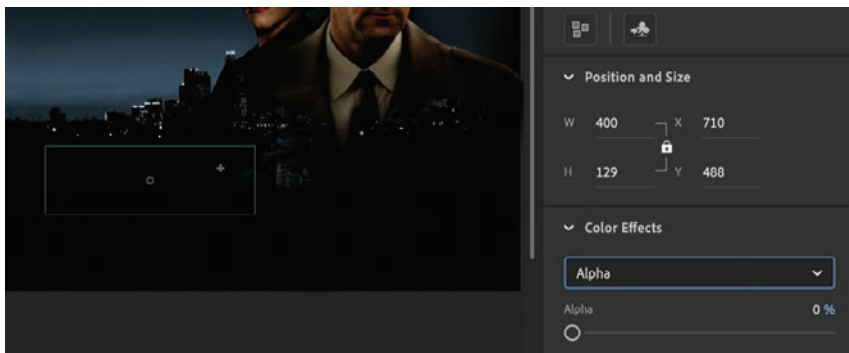 Position and Size
W 400 X 710
H 129 Y 488
Color Effects
Alpha
Alpha 0 %